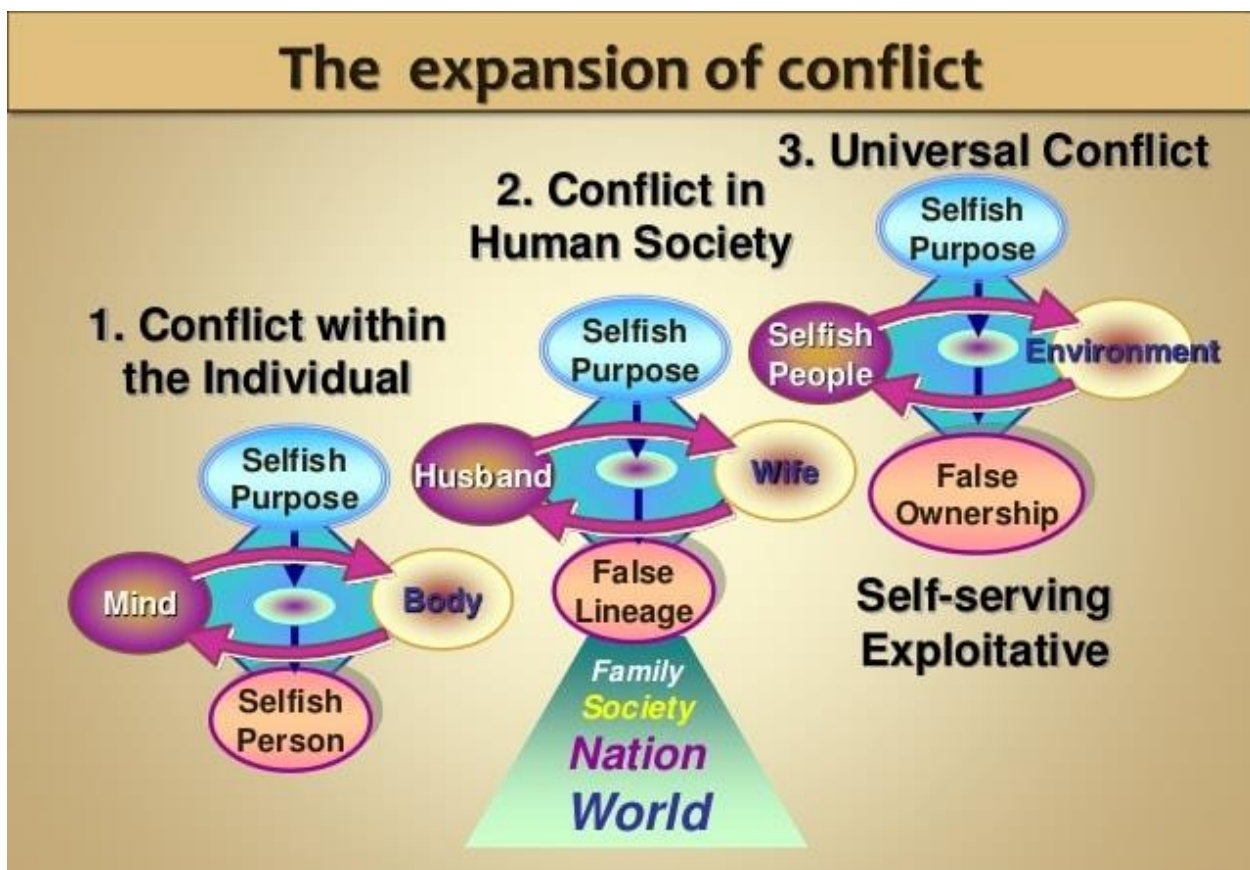 The expansion of conflict
1. Conflict within
the Individual
Selfish
Purpose
Mind
Body
Selfish
Person
2. Conflict in
Human Society
Selfish
Purpose
Husband
Wife
False
Lineage
Family
Society
Nation
World
3. Universal Conflict
Selfish
Purpose
Selfish
People
Environment
False
Ownership
Self-serving
Exploitative